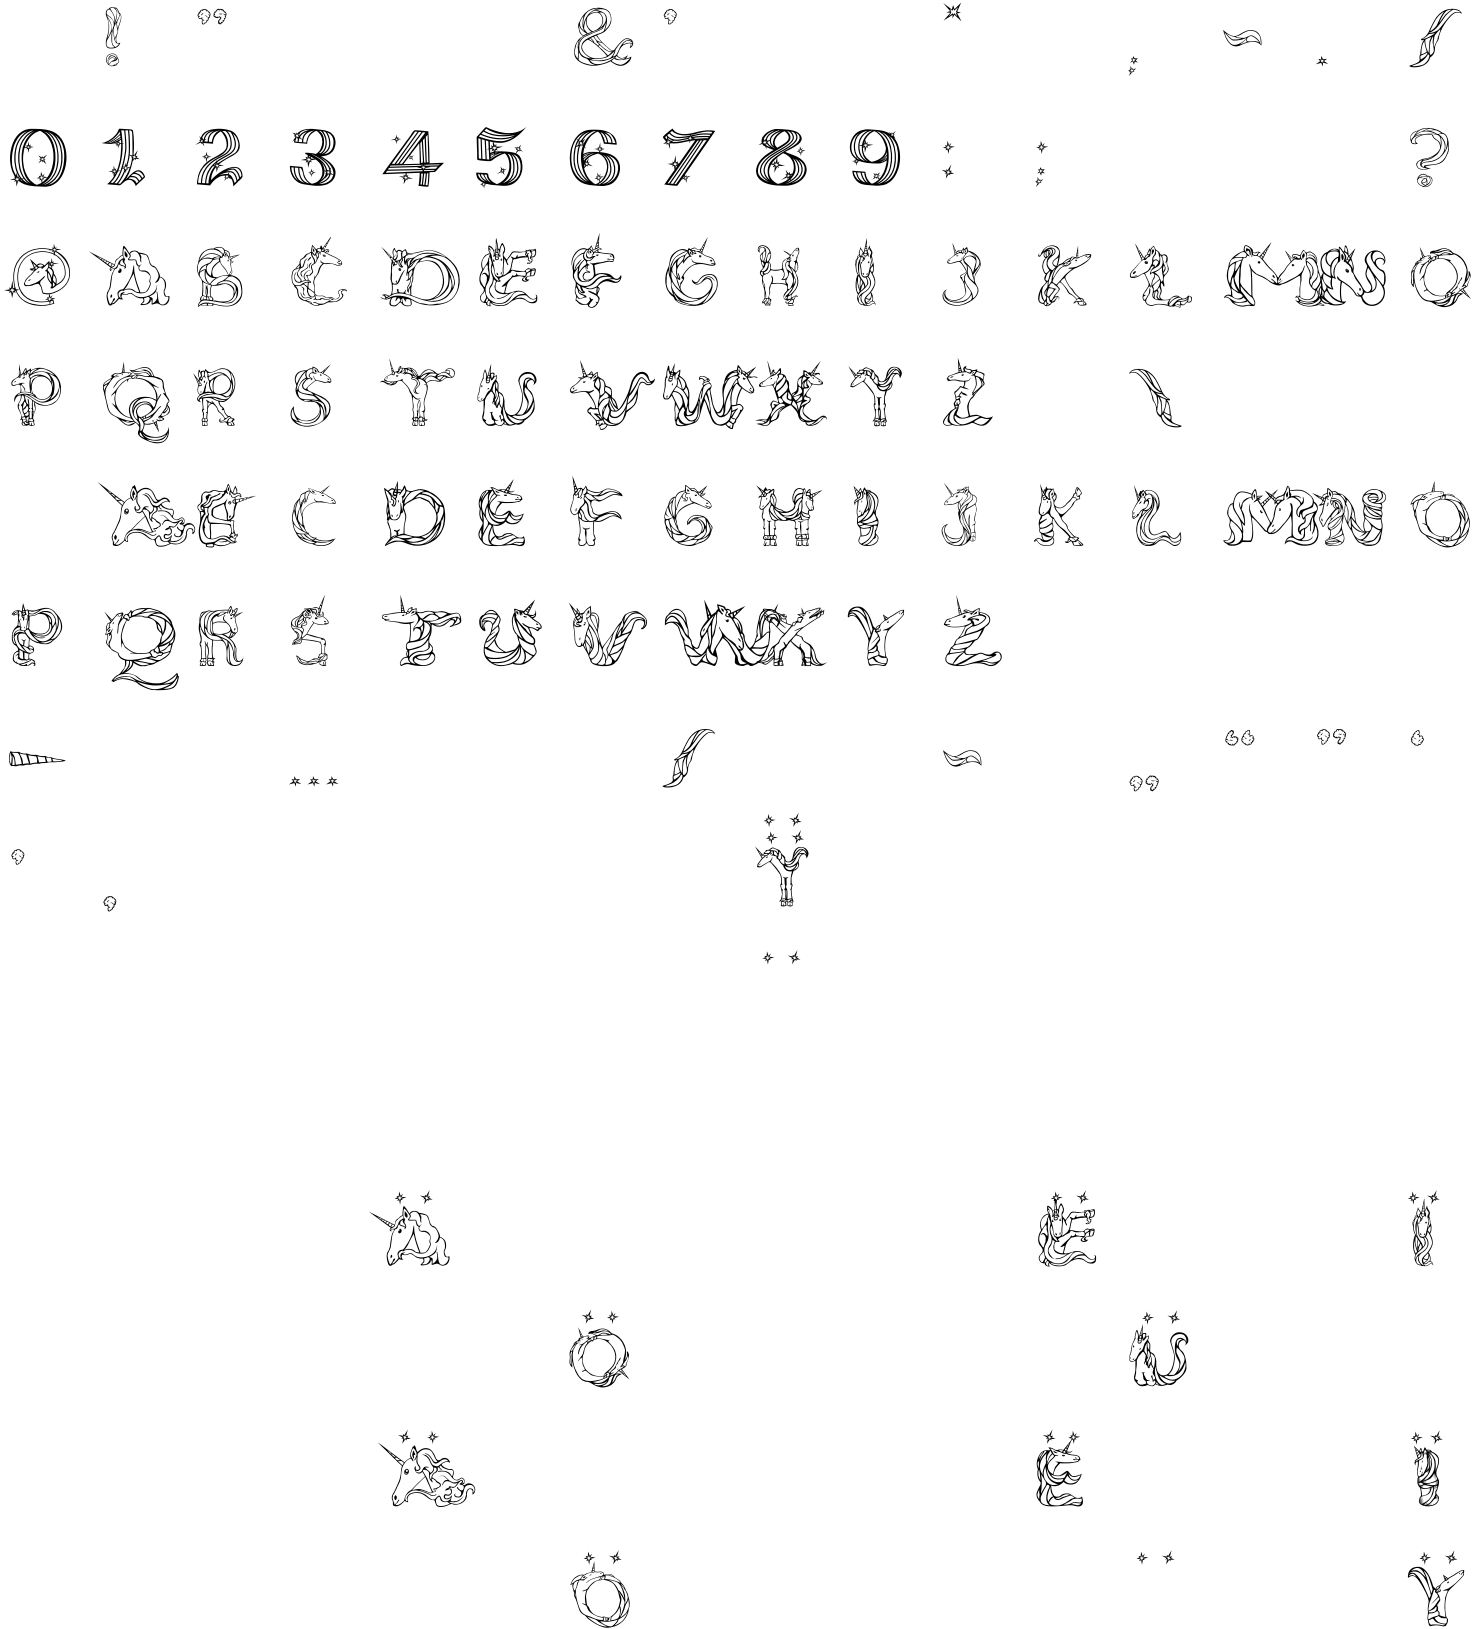 ! " & ' * , - . /
0 1 2 3 4 5 6 7 8 9 : ; ?
@ A B C D E F G H I J K L M N O
P Q R S T U V W X Y Z \
A B C D E F G H I J K L M N O
P Q R S T U V W X Y Z
— … / - „ “ ” ‘
’ ‚ Ÿ
¨
Ä Ë Ï
Ö Ü
Ä Ë Ï
Ö ¨ Ÿ